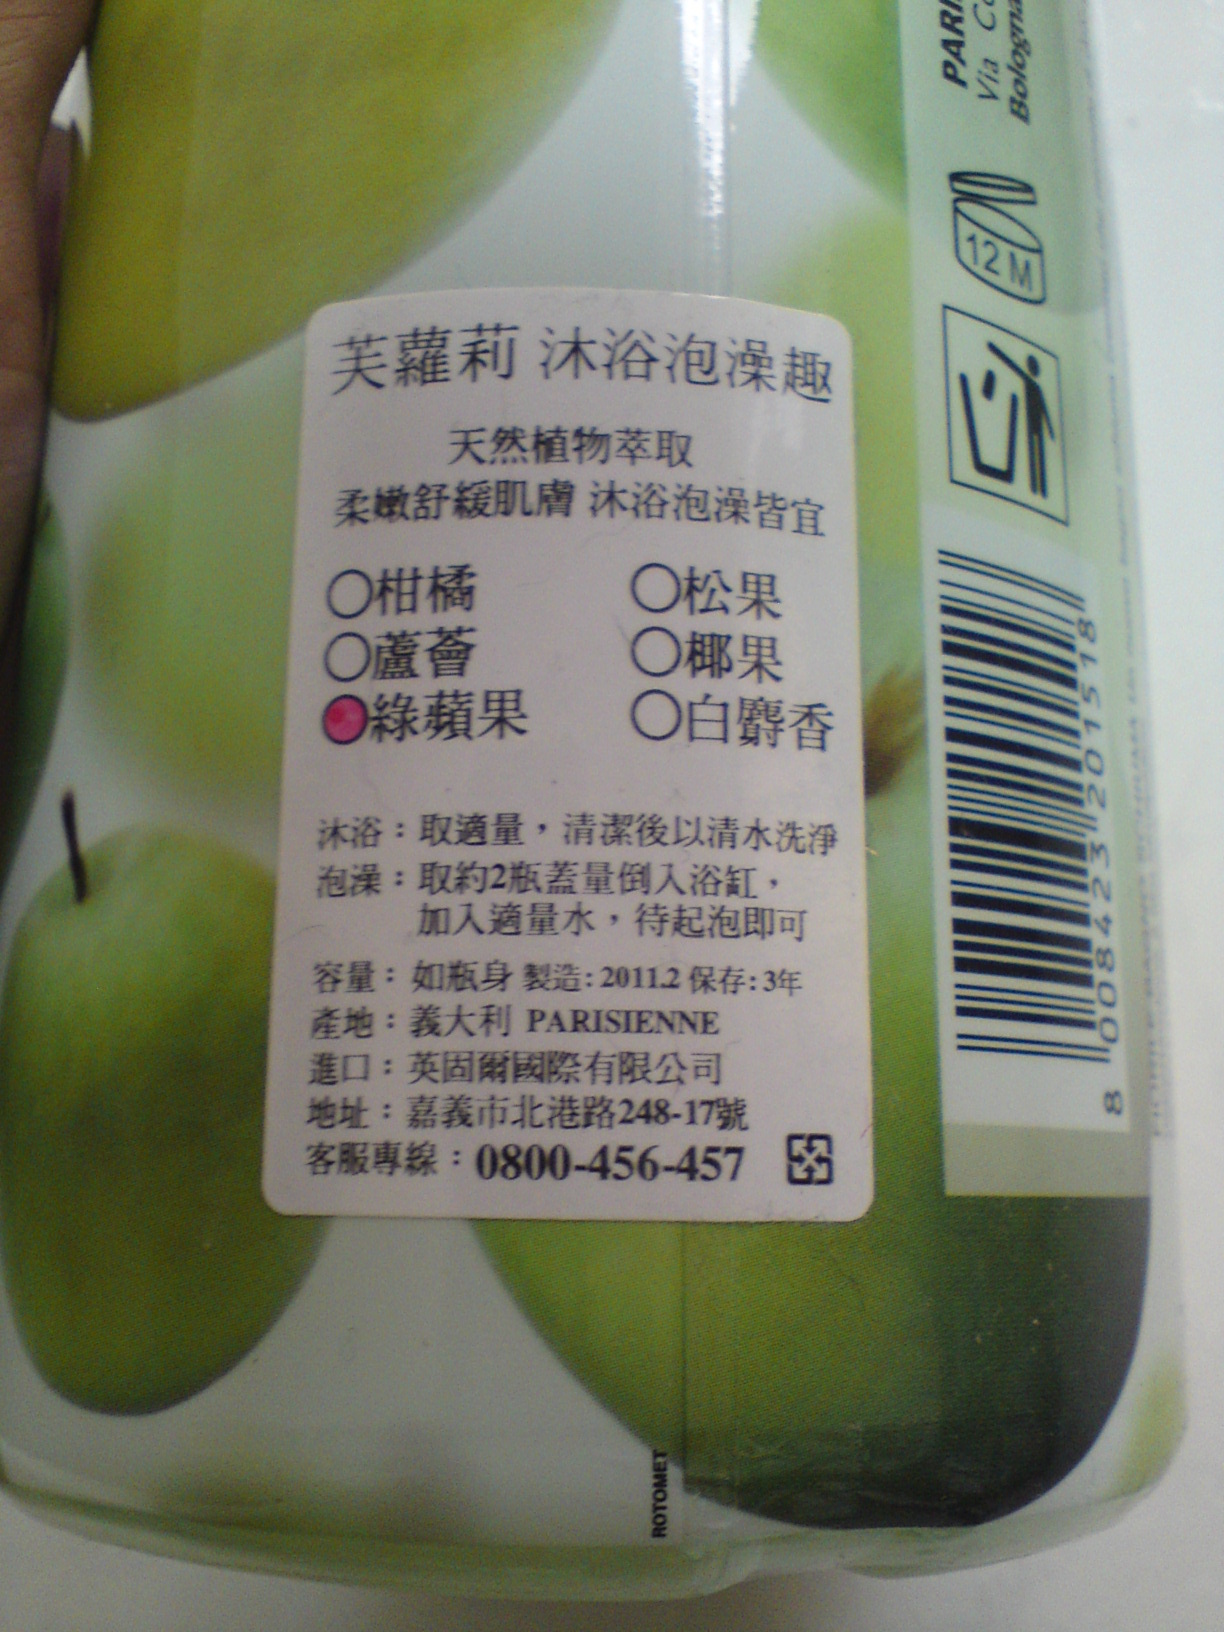 芙蘿莉 沐浴泡澡趣
天然植物萃取
柔嫩舒緩肌膚 沐浴泡澡皆宜
柑橘 松果
蘆薈 椰果
綠蘋果 白麝香
沐浴：取適量，清潔後以清水洗淨
泡澡：取約2瓶蓋量倒入浴缸，
加入適量水，待起泡即可
容量：如瓶身 製造：2011.2 保存：3年
產地：義大利 PARISIENNE
進口：英固爾國際有限公司
地址：嘉義市北港路248-17號
客服專線：0800-456-457
Via
Bologna
12 M
8 008423 201518
ROTOMET